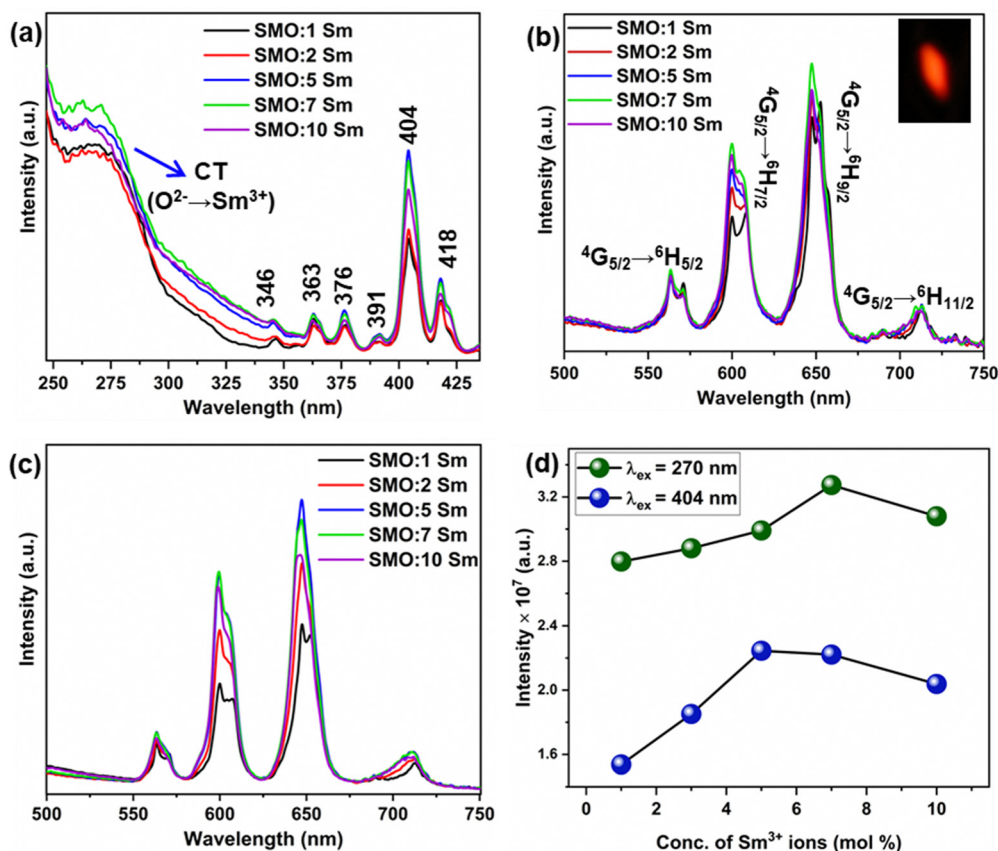 (a)
SMO:1 Sm
SMO:2 Sm
SMO:5 Sm
SMO:7 Sm
SMO:10 Sm
CT
(O²⁻→Sm³⁺)
346
363
376
391
404
418
Intensity (a.u.)
250 275 300 325 350 375 400 425
Wavelength (nm)
(b)
SMO:1 Sm
SMO:2 Sm
SMO:5 Sm
SMO:7 Sm
SMO:10 Sm
⁴G₅/₂→⁶H₅/₂
⁴G₅/₂→⁶H₇/₂
⁴G₅/₂→⁶H₉/₂
⁴G₅/₂→⁶H₁₁/₂
Intensity (a.u.)
500 550 600 650 700 750
Wavelength (nm)
(c)
SMO:1 Sm
SMO:2 Sm
SMO:5 Sm
SMO:7 Sm
SMO:10 Sm
Intensity (a.u.)
500 550 600 650 700 750
Wavelength (nm)
(d)
λex = 270 nm
λex = 404 nm
3.2
2.8
2.4
2.0
1.6
Intensity × 10⁷ (a.u.)
0 2 4 6 8 10
Conc. of Sm³⁺ ions (mol %)